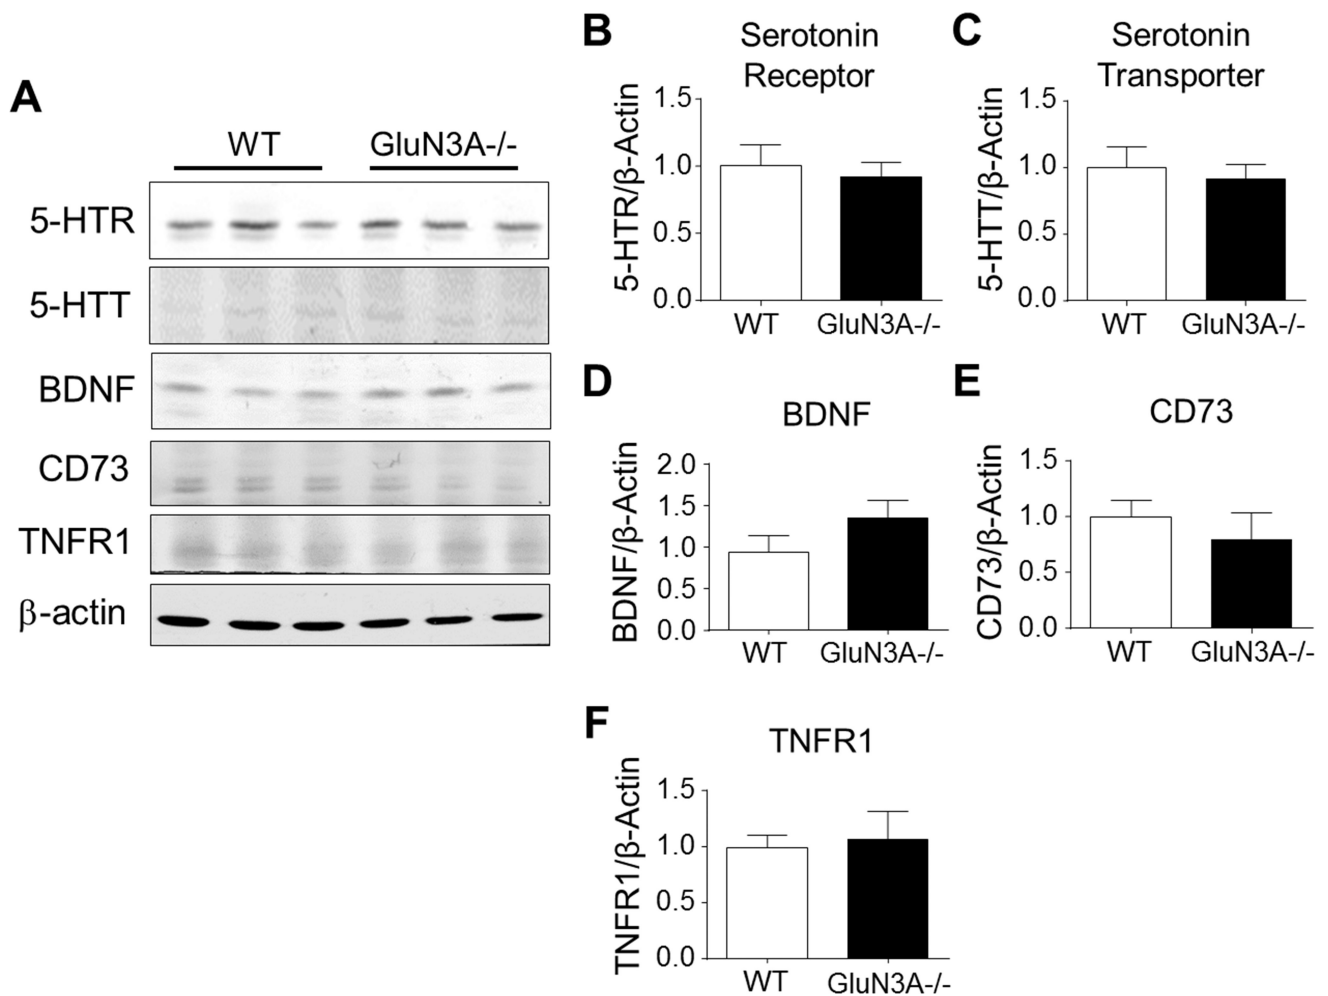 A
WT GluN3A-/-
5-HTR
5-HTT
BDNF
CD73
TNFR1
β-actin
B
Serotonin
Receptor
5-HTR/β-Actin
1.5
1.0
0.5
0.0
WT GluN3A-/-
C
Serotonin
Transporter
5-HTT/β-Actin
1.5
1.0
0.5
0.0
WT GluN3A-/-
D
BDNF
BDNF/β-Actin
2.0
1.5
1.0
0.5
0.0
WT GluN3A-/-
E
CD73
CD73/β-Actin
1.5
1.0
0.5
0.0
WT GluN3A-/-
F
TNFR1
TNFR1/β-Actin
1.5
1.0
0.5
0.0
WT GluN3A-/-